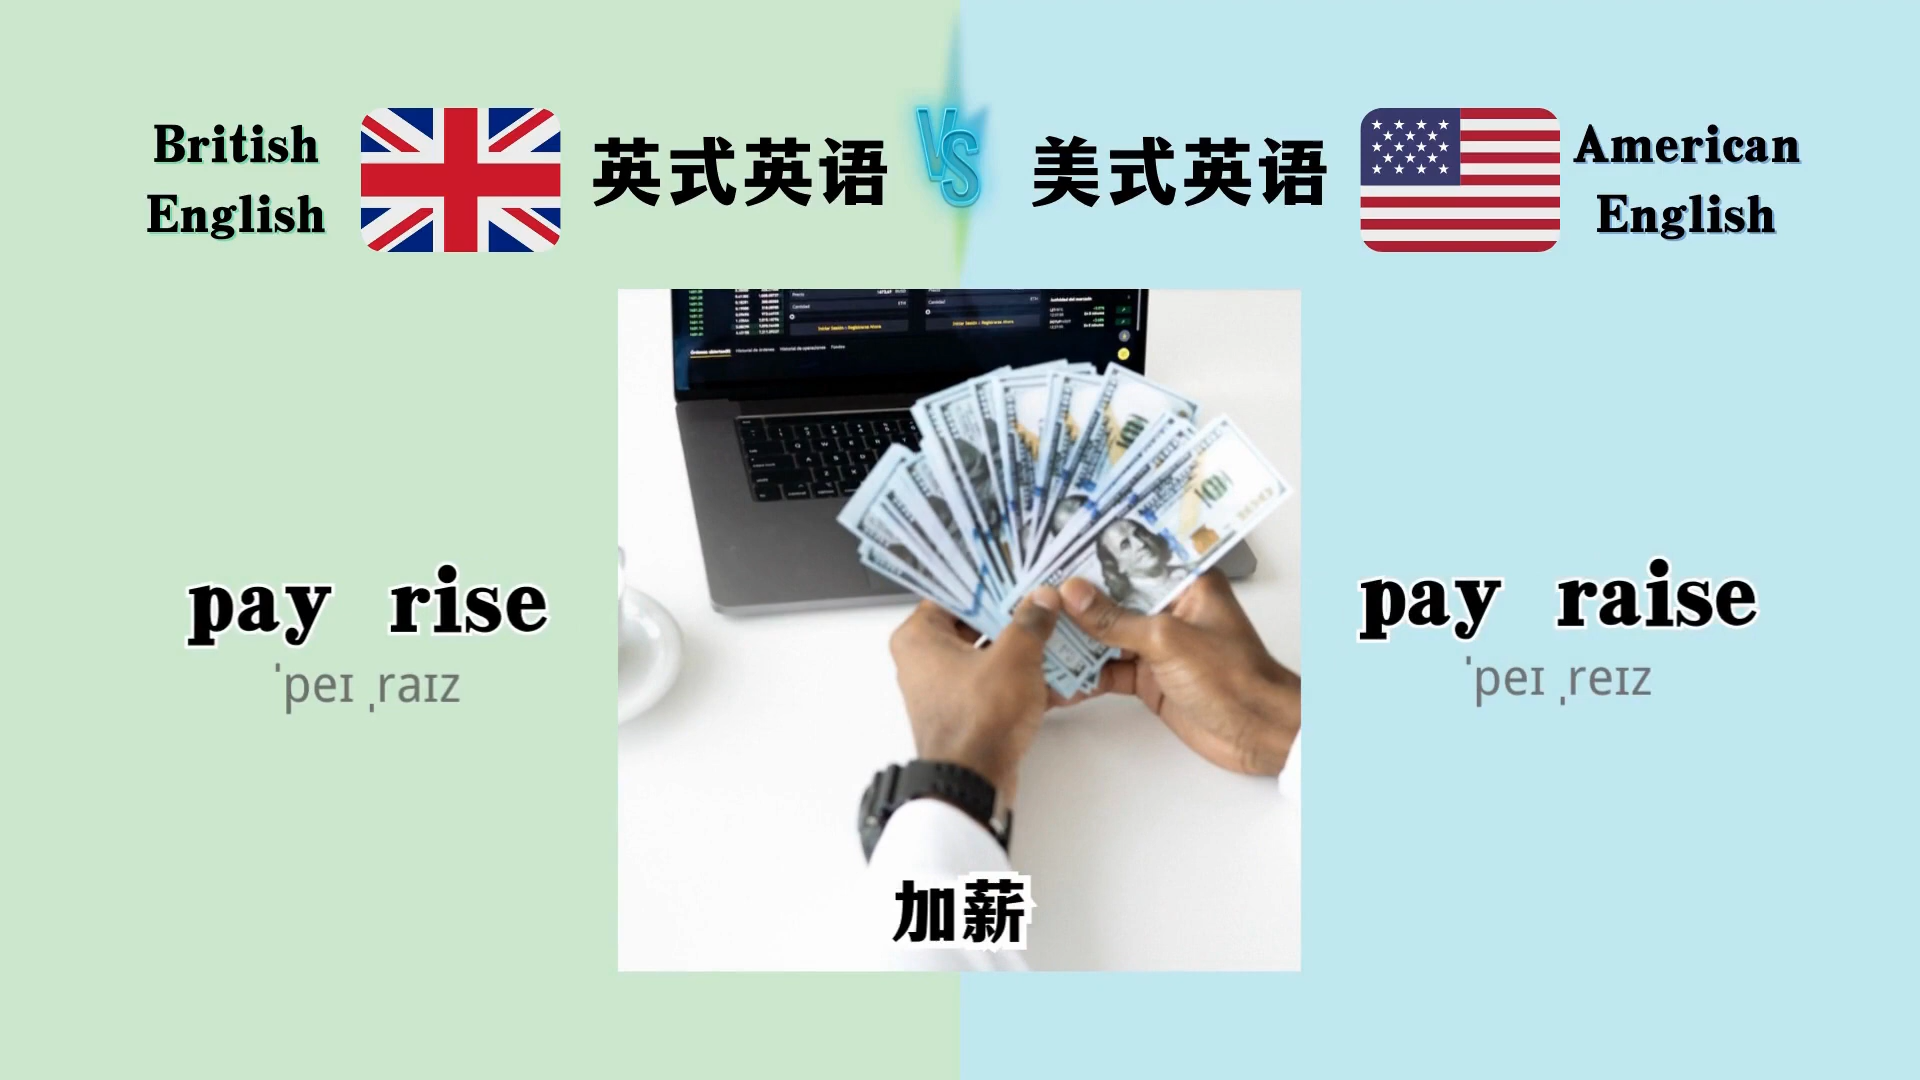 British
English
英式英语
VS
美式英语
American
English
pay rise
ˈpeɪ ˌraɪz
pay raise
ˈpeɪ ˌreɪz
加薪